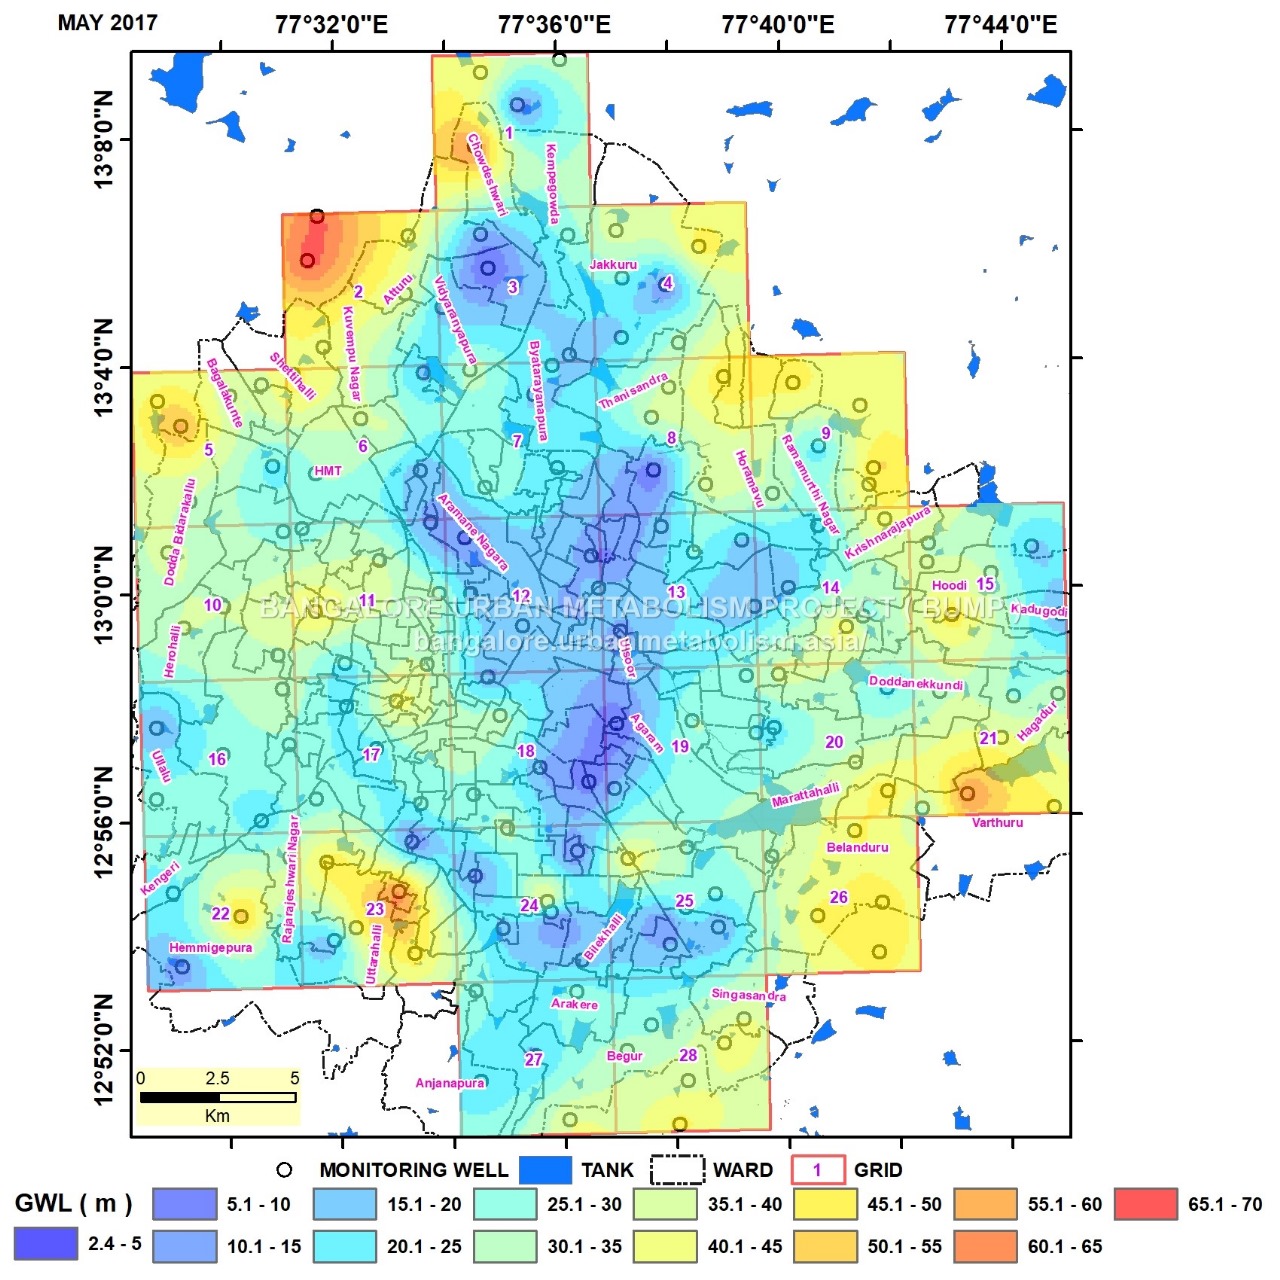 MAY 2017
77°32'0"E 77°36'0"E 77°40'0"E 77°44'0"E
13°8'0"N
13°4'0"N
13°0'0"N
12°56'0"N
12°52'0"N
1
Chowdeshwari
Kempegowda
Jakkuru
2
Atturu
3
4
Vidyaranyapura
Kuvempu Nagar
Shettihalli
Bagalakunte
Byatarayanapura
Thanisandra
5
6
7
8
9
HMT
Horamavu
Ramamurthi Nagar
Dodda Bidarakallu
Aramane Nagara
Krishnarajapura
10
11
12
13
14
Hoodi
15
Kadugodi
BANGALORE URBAN METABOLISM PROJECT ( BUMP )
bangalore.urbanmetabolism.asia/
Herohalli
Ulsoor
Doddanekkundi
Hagadur
Agaram
Ullalu
16
17
18
19
20
21
Marattahalli
Varthuru
Belanduru
Kengeri
Rajarajeshwari Nagar
22
23
24
25
26
Hemmigepura
Uttarahalli
Bilekhalli
Arakere
Singasandra
27
Begur
28
Anjanapura
0 2.5 5
Km
MONITORING WELL TANK WARD 1 GRID
GWL ( m )
5.1 - 10 15.1 - 20 25.1 - 30 35.1 - 40 45.1 - 50 55.1 - 60 65.1 - 70
2.4 - 5 10.1 - 15 20.1 - 25 30.1 - 35 40.1 - 45 50.1 - 55 60.1 - 65